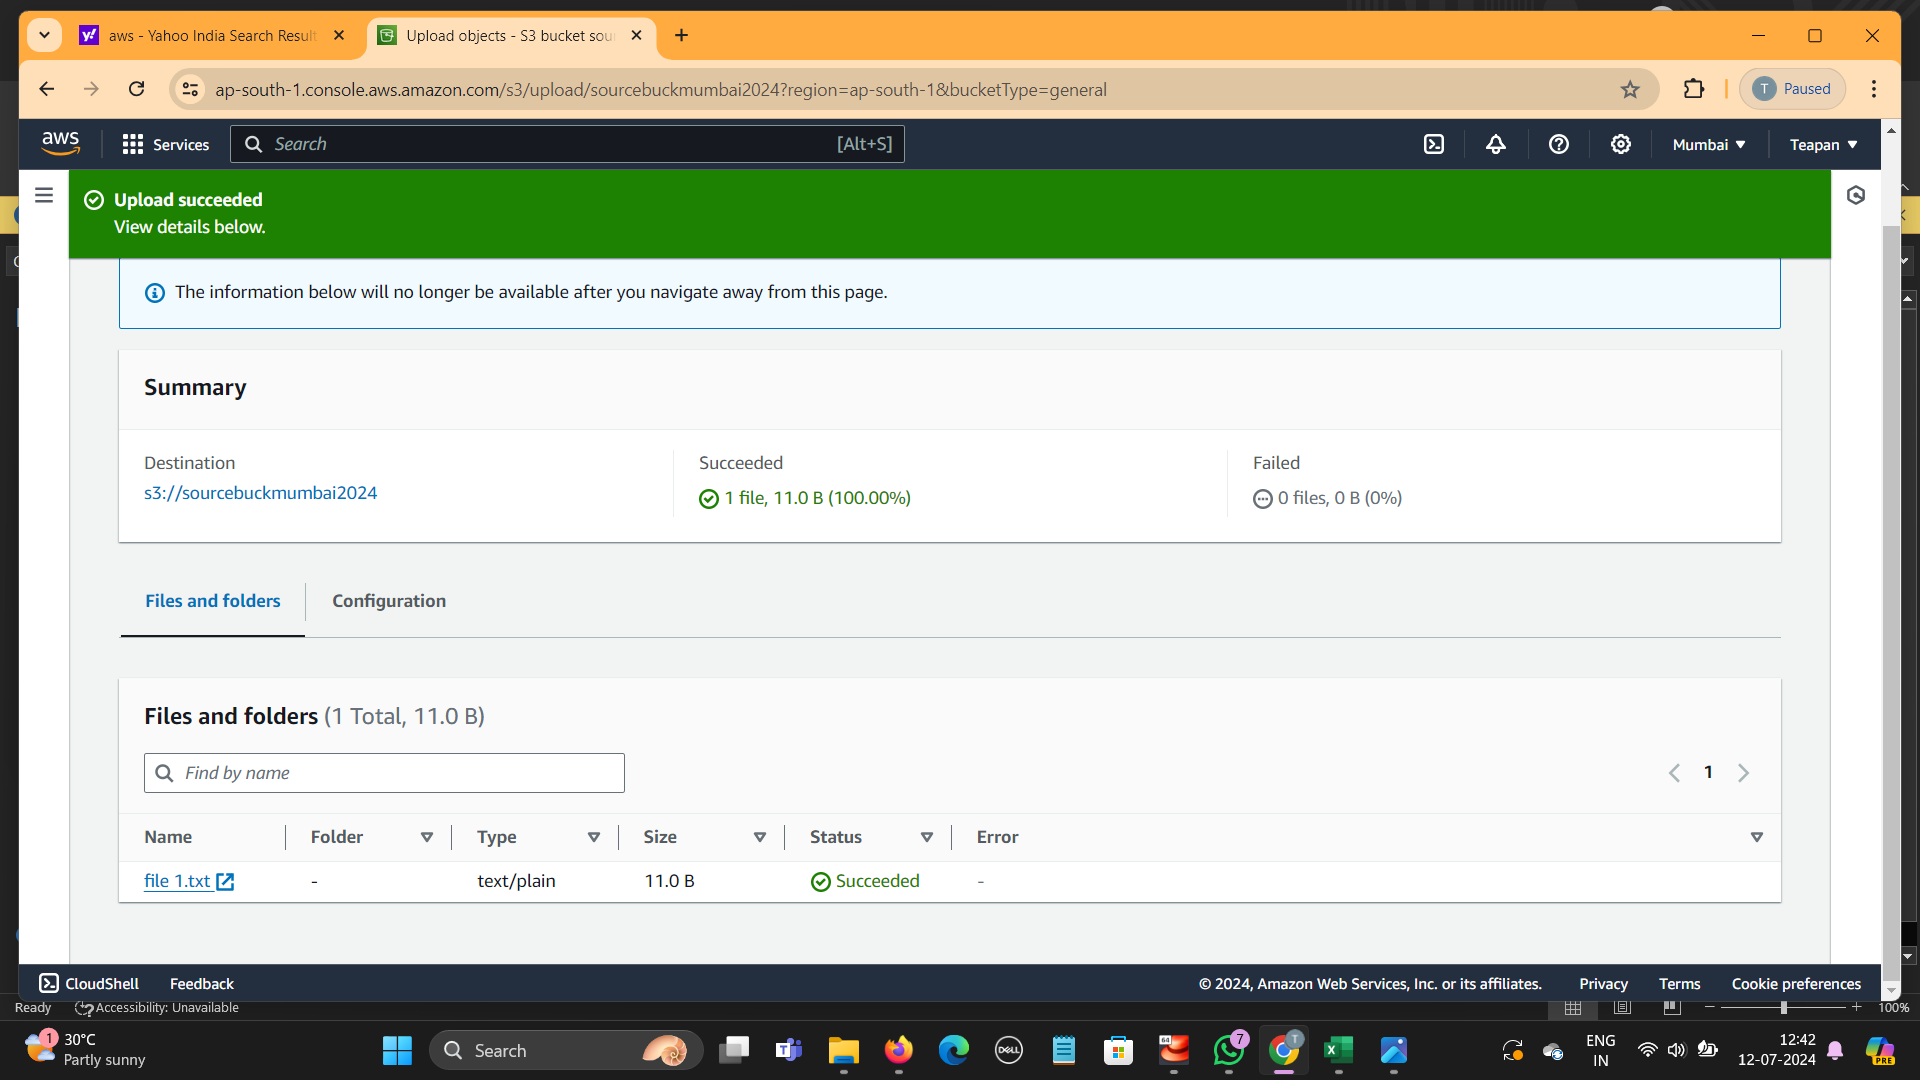 aws - Yahoo India Search Result
Upload objects - S3 bucket sou
ap-south-1.console.aws.amazon.com/s3/upload/sourcebuckmumbai2024?region=ap-south-1&bucketType=general
T Paused
aws
Services
Search
[Alt+S]
Mumbai
Teapan
Upload succeeded
View details below.
The information below will no longer be available after you navigate away from this page.
Summary
Destination
s3://sourcebuckmumbai2024
Succeeded
1 file, 11.0 B (100.00%)
Failed
0 files, 0 B (0%)
Files and folders
Configuration
Files and folders (1 Total, 11.0 B)
Find by name
1
Name Folder Type Size Status Error
file 1.txt - text/plain 11.0 B Succeeded -
CloudShell
Feedback
© 2024, Amazon Web Services, Inc. or its affiliates.
Privacy
Terms
Cookie preferences
Ready
Accessibility: Unavailable
100%
1
30°C
Partly sunny
Search
DELL
64
7
T
ENG
IN
12:42
12-07-2024
PRE